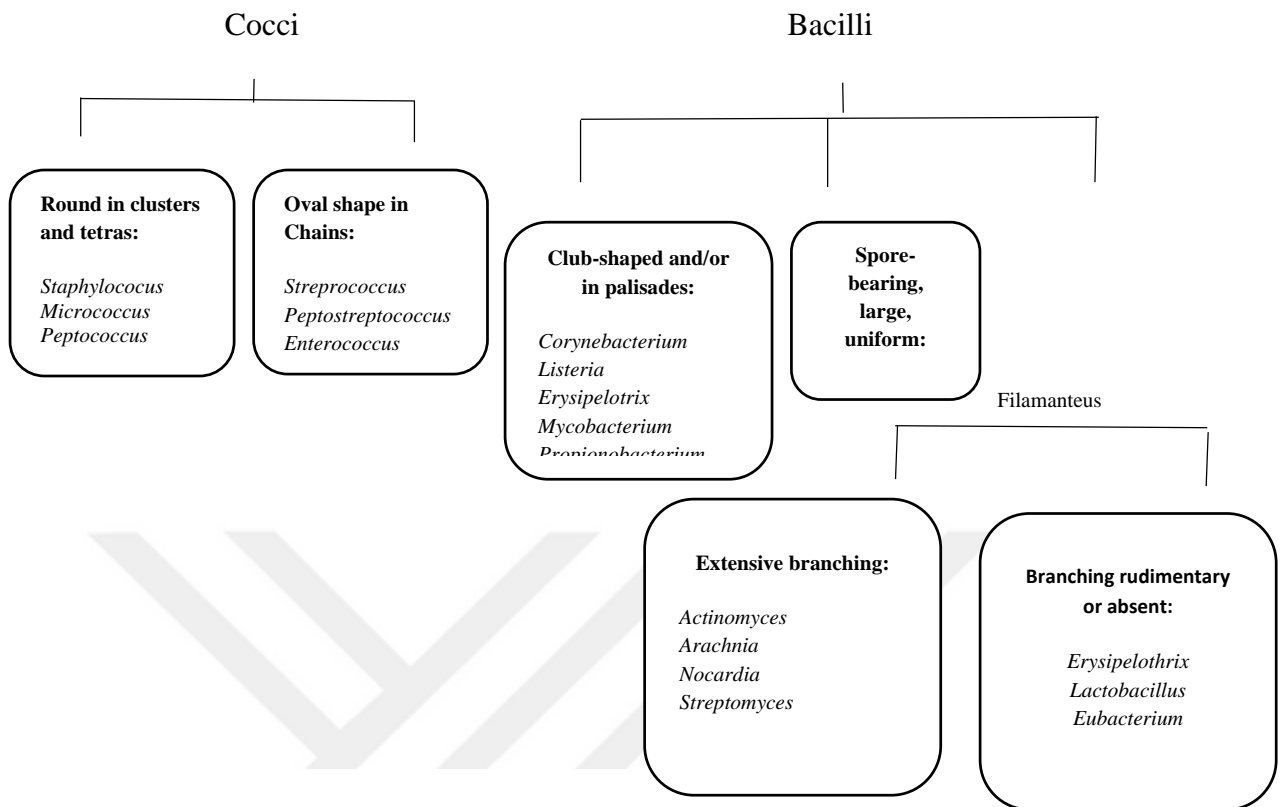 Cocci
Bacilli
Round in clusters
and tetras:
Staphylococus
Micrococcus
Peptococcus
Oval shape in
Chains:
Streprococcus
Peptostreptococcus
Enterococcus
Club-shaped and/or
in palisades:
Corynebacterium
Listeria
Erysipelotrix
Mycobacterium
Propionobacterium
Spore-
bearing,
large,
uniform:
Filamanteus
Extensive branching:
Actinomyces
Arachnia
Nocardia
Streptomyces
Branching rudimentary
or absent:
Erysipelothrix
Lactobacillus
Eubacterium